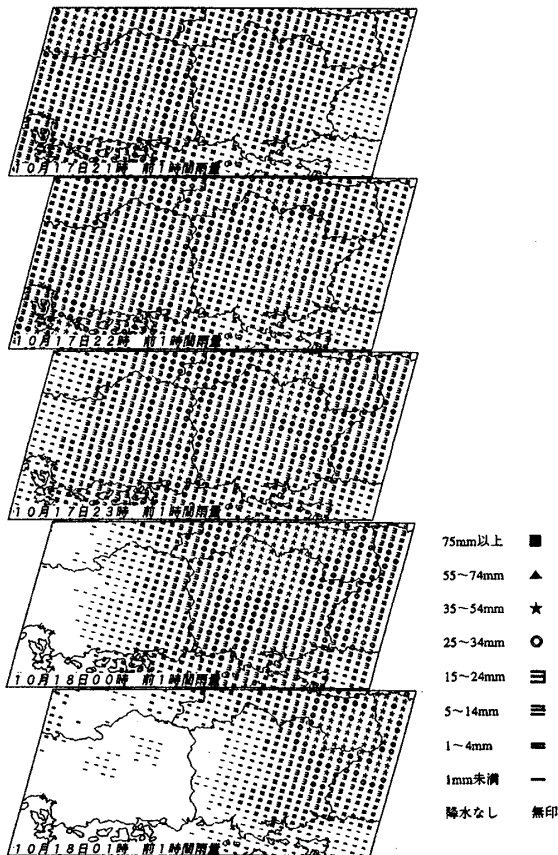 10月17日21時 前1時間雨量
10月17日22時 前1時間雨量
10月17日23時 前1時間雨量
10月18日00時 前1時間雨量
10月18日01時 前1時間雨量
75mm以上
55～74mm
35～54mm
25～34mm
15～24mm
5～14mm
1～4mm
1mm未満
降水なし 無印